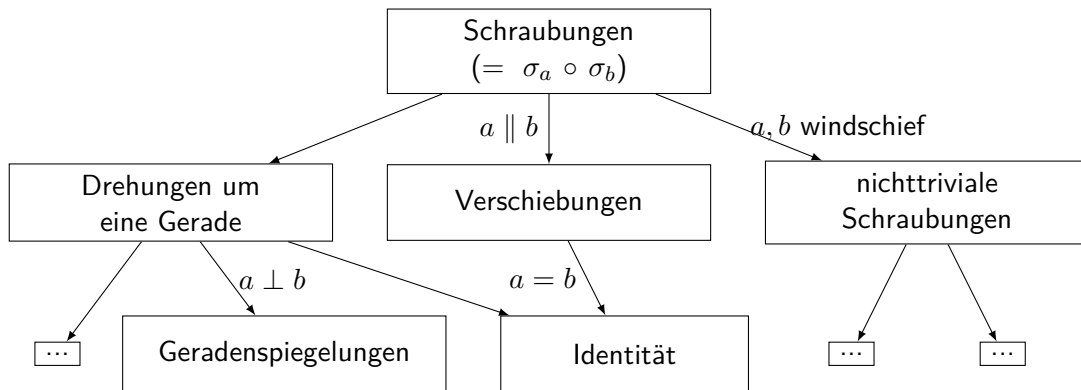 Schraubungen
(= σ_a ∘ σ_b)
a ∥ b
a, b windschief
Drehungen um
eine Gerade
Verschiebungen
nichttriviale
Schraubungen
a ⊥ b
a = b
...
Geradenspiegelungen
Identität
...
...